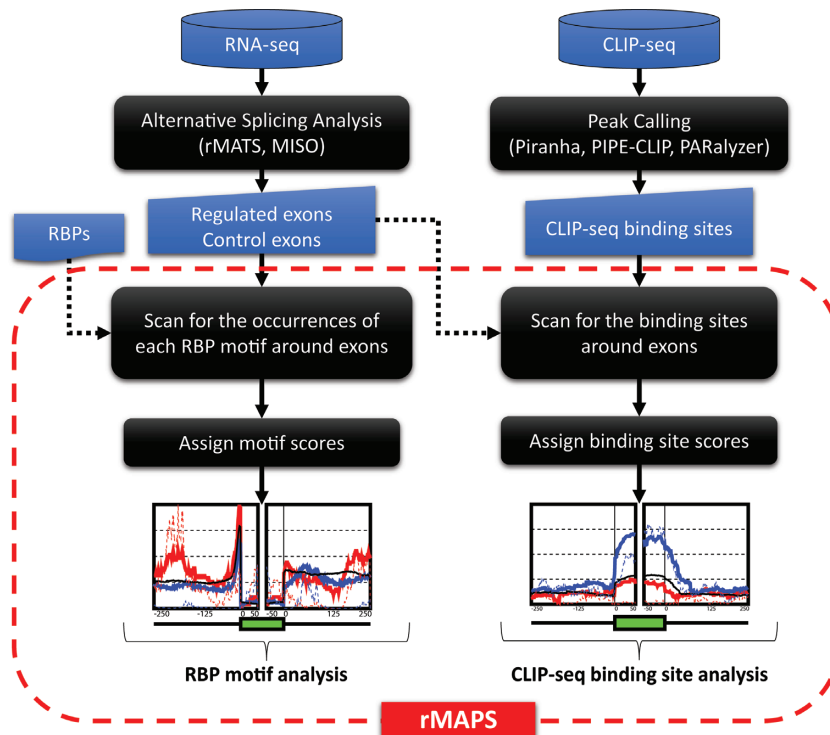 RNA-seq
CLIP-seq
Alternative Splicing Analysis
(rMATS, MISO)
Peak Calling
(Piranha, PIPE-CLIP, PARalyzer)
RBPs
Regulated exons
Control exons
CLIP-seq binding sites
Scan for the occurrences of
each RBP motif around exons
Scan for the binding sites
around exons
Assign motif scores
Assign binding site scores
-250 -125 0 50 -50 0 125 250
-250 -125 0 50 -50 0 125 250
RBP motif analysis
CLIP-seq binding site analysis
rMAPS